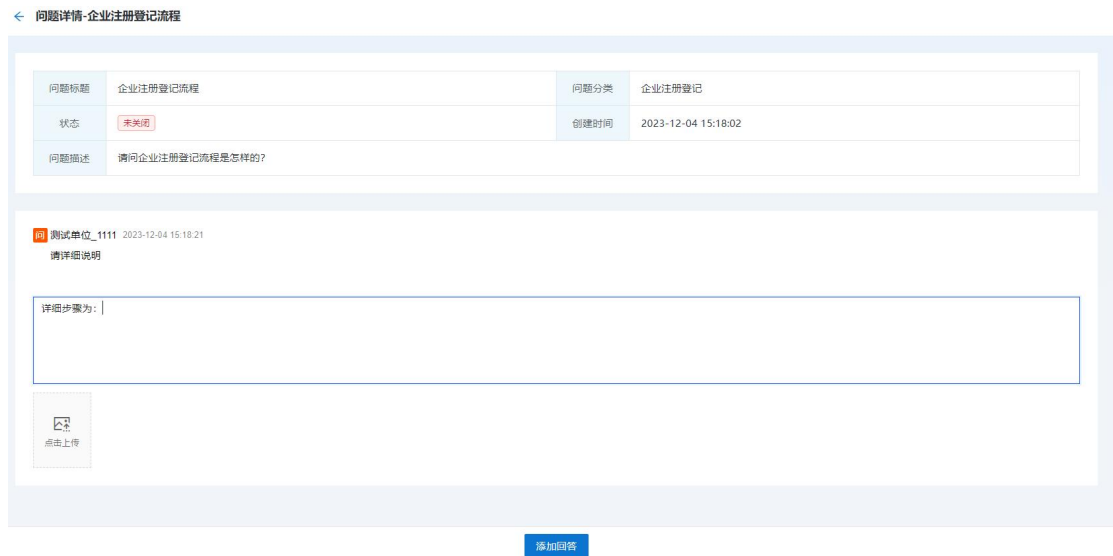 问题详情-企业注册登记流程
问题标题 企业注册登记流程 问题分类 企业注册登记
状态 未关闭 创建时间 2023-12-04 15:18:02
问题描述 请问企业注册登记流程是怎样的?
问 测试单位_1111 2023-12-04 15:18:21
请详细说明
详细步骤为:
点击上传
添加回答